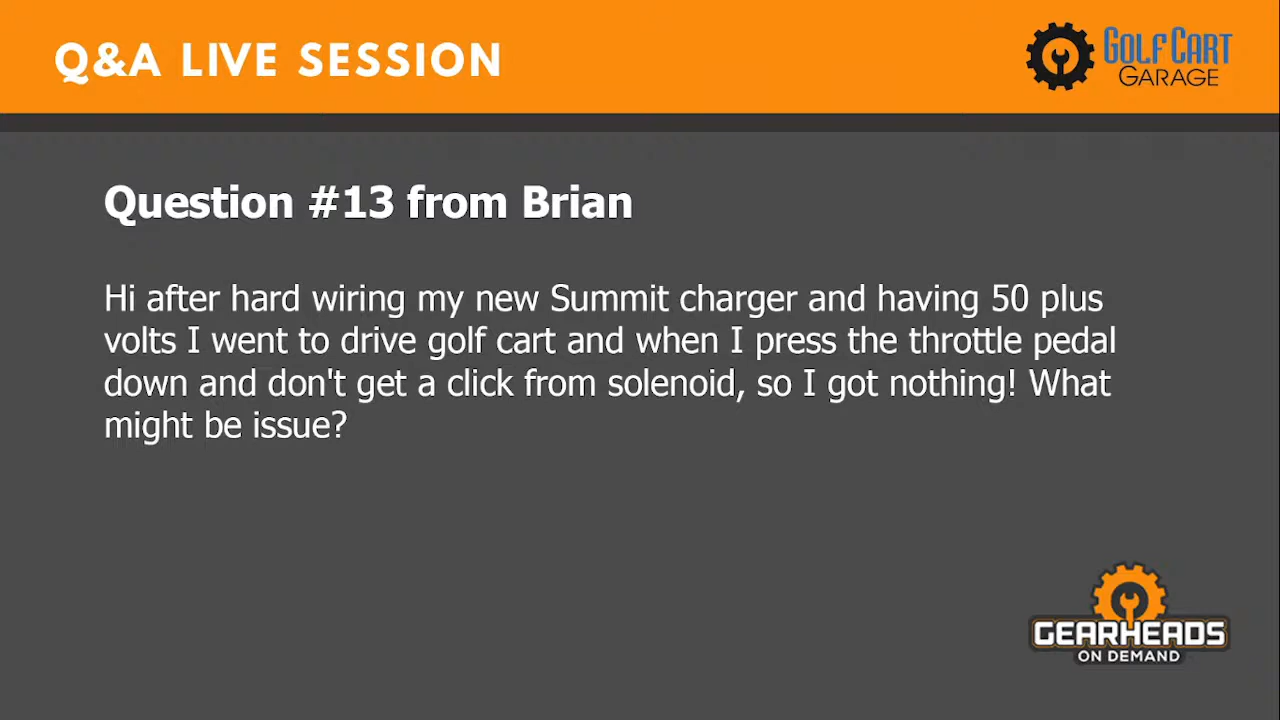 Q&A LIVE SESSION
GOLF CART
GARAGE
Question #13 from Brian
Hi after hard wiring my new Summit charger and having 50 plus
volts I went to drive golf cart and when I press the throttle pedal
down and don't get a click from solenoid, so I got nothing! What
might be issue?
GEARHEADS
ON DEMAND